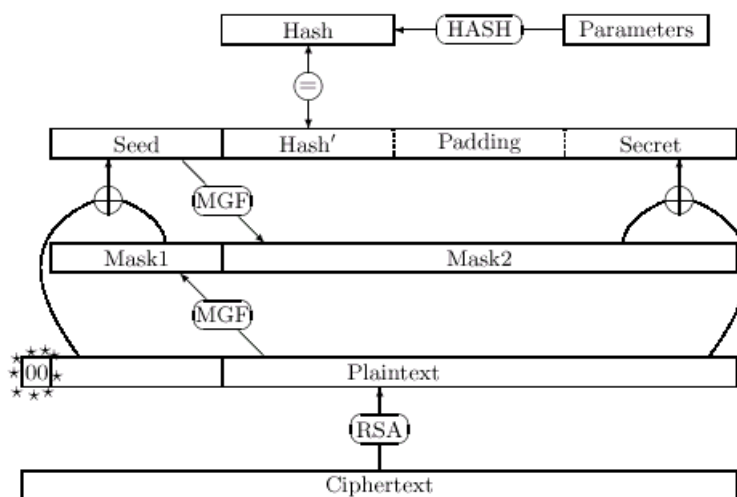 Hash HASH Parameters
=
Seed Hash′ Padding Secret
MGF
Mask1 Mask2
MGF
00 Plaintext
RSA
Ciphertext